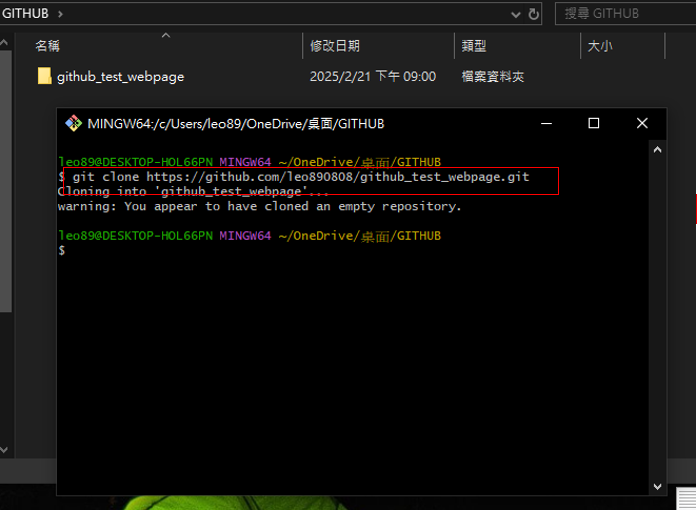 GITHUB
搜尋 GITHUB
名稱 修改日期 類型 大小
github_test_webpage 2025/2/21 下午 09:00 檔案資料夾
MINGW64:/c/Users/leo89/OneDrive/桌面/GITHUB
leo89@DESKTOP-HOL66PN MINGW64 ~/OneDrive/桌面/GITHUB
$ git clone https://github.com/leo890808/github_test_webpage.git
Cloning into 'github_test_webpage'...
warning: You appear to have cloned an empty repository.
leo89@DESKTOP-HOL66PN MINGW64 ~/OneDrive/桌面/GITHUB
$